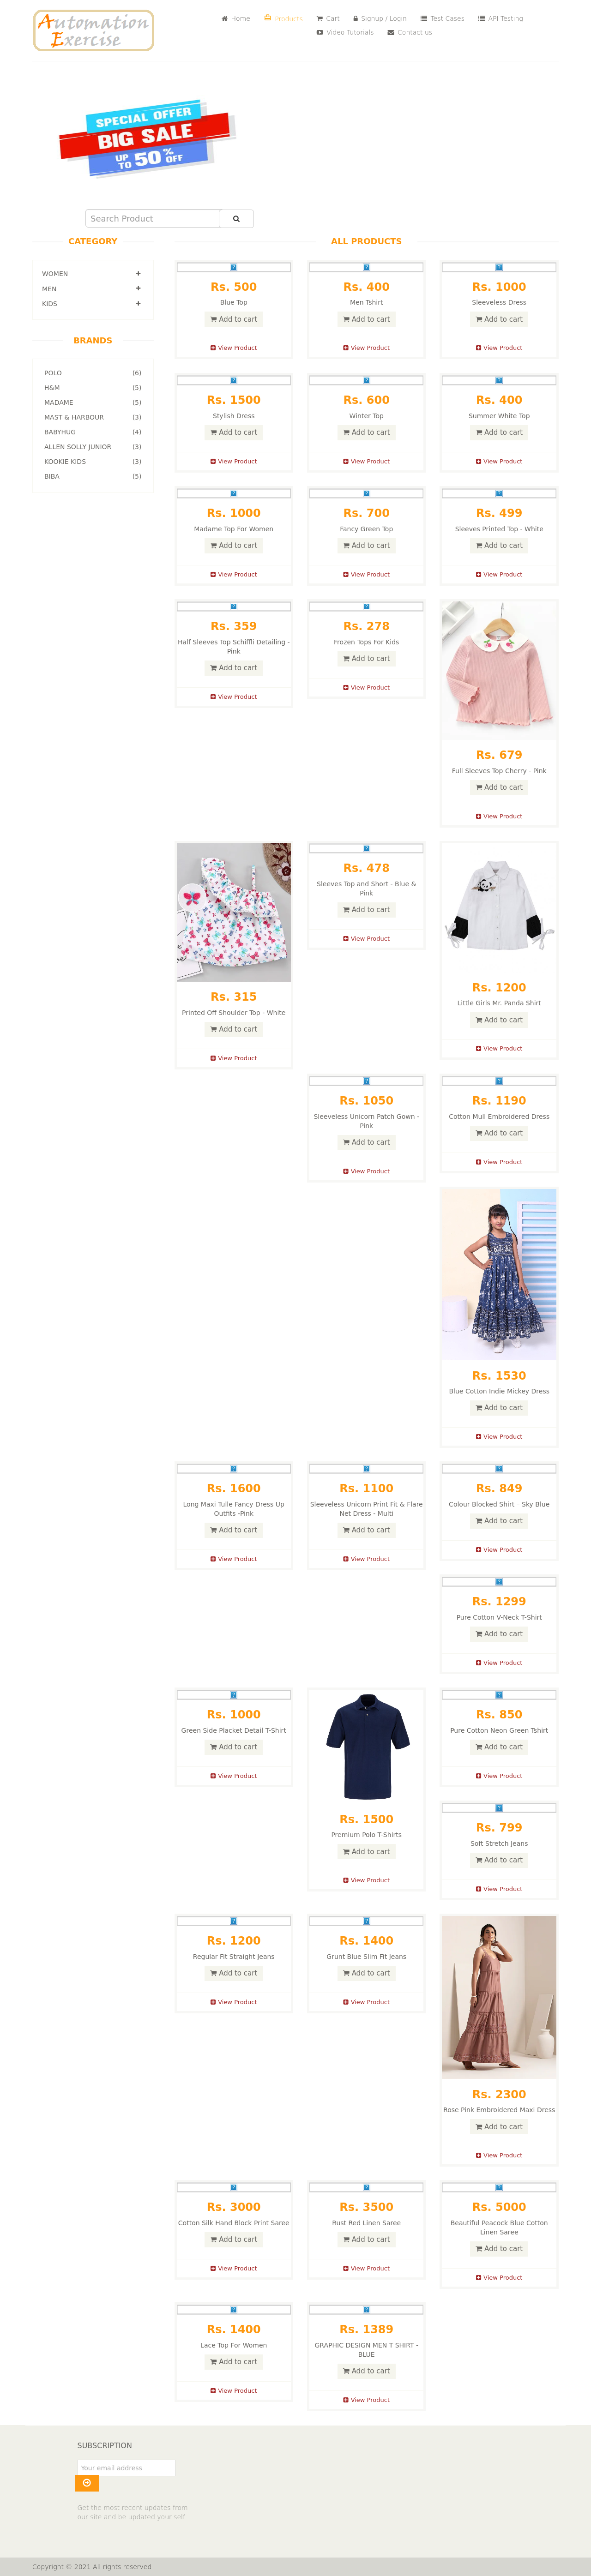 Automation
Exercise
Home
Products
Cart
Signup / Login
Test Cases
API Testing
Video Tutorials
Contact us
SPECIAL OFFER
BIG SALE
UP TO 50% OFF
Search Product
CATEGORY
WOMEN
MEN
KIDS
BRANDS
POLO (6)
H&M (5)
MADAME (5)
MAST & HARBOUR (3)
BABYHUG (4)
ALLEN SOLLY JUNIOR (3)
KOOKIE KIDS (3)
BIBA (5)
ALL PRODUCTS
Rs. 500
Blue Top
Add to cart
View Product
Rs. 400
Men Tshirt
Add to cart
View Product
Rs. 1000
Sleeveless Dress
Add to cart
View Product
Rs. 1500
Stylish Dress
Add to cart
View Product
Rs. 600
Winter Top
Add to cart
View Product
Rs. 400
Summer White Top
Add to cart
View Product
Rs. 1000
Madame Top For Women
Add to cart
View Product
Rs. 700
Fancy Green Top
Add to cart
View Product
Rs. 499
Sleeves Printed Top - White
Add to cart
View Product
Rs. 359
Half Sleeves Top Schiffli Detailing -
Pink
Add to cart
View Product
Rs. 278
Frozen Tops For Kids
Add to cart
View Product
Rs. 679
Full Sleeves Top Cherry - Pink
Add to cart
View Product
Rs. 315
Printed Off Shoulder Top - White
Add to cart
View Product
Rs. 478
Sleeves Top and Short - Blue &
Pink
Add to cart
View Product
Rs. 1200
Little Girls Mr. Panda Shirt
Add to cart
View Product
Rs. 1050
Sleeveless Unicorn Patch Gown -
Pink
Add to cart
View Product
Rs. 1190
Cotton Mull Embroidered Dress
Add to cart
View Product
Rs. 1530
Blue Cotton Indie Mickey Dress
Add to cart
View Product
Rs. 1600
Long Maxi Tulle Fancy Dress Up
Outfits -Pink
Add to cart
View Product
Rs. 1100
Sleeveless Unicorn Print Fit & Flare
Net Dress - Multi
Add to cart
View Product
Rs. 849
Colour Blocked Shirt – Sky Blue
Add to cart
View Product
Rs. 1299
Pure Cotton V-Neck T-Shirt
Add to cart
View Product
Rs. 1000
Green Side Placket Detail T-Shirt
Add to cart
View Product
Rs. 1500
Premium Polo T-Shirts
Add to cart
View Product
Rs. 850
Pure Cotton Neon Green Tshirt
Add to cart
View Product
Rs. 799
Soft Stretch Jeans
Add to cart
View Product
Rs. 1200
Regular Fit Straight Jeans
Add to cart
View Product
Rs. 1400
Grunt Blue Slim Fit Jeans
Add to cart
View Product
Rs. 2300
Rose Pink Embroidered Maxi Dress
Add to cart
View Product
Rs. 3000
Cotton Silk Hand Block Print Saree
Add to cart
View Product
Rs. 3500
Rust Red Linen Saree
Add to cart
View Product
Rs. 5000
Beautiful Peacock Blue Cotton
Linen Saree
Add to cart
View Product
Rs. 1400
Lace Top For Women
Add to cart
View Product
Rs. 1389
GRAPHIC DESIGN MEN T SHIRT -
BLUE
Add to cart
View Product
SUBSCRIPTION
Your email address
Get the most recent updates from
our site and be updated your self...
Copyright © 2021 All rights reserved